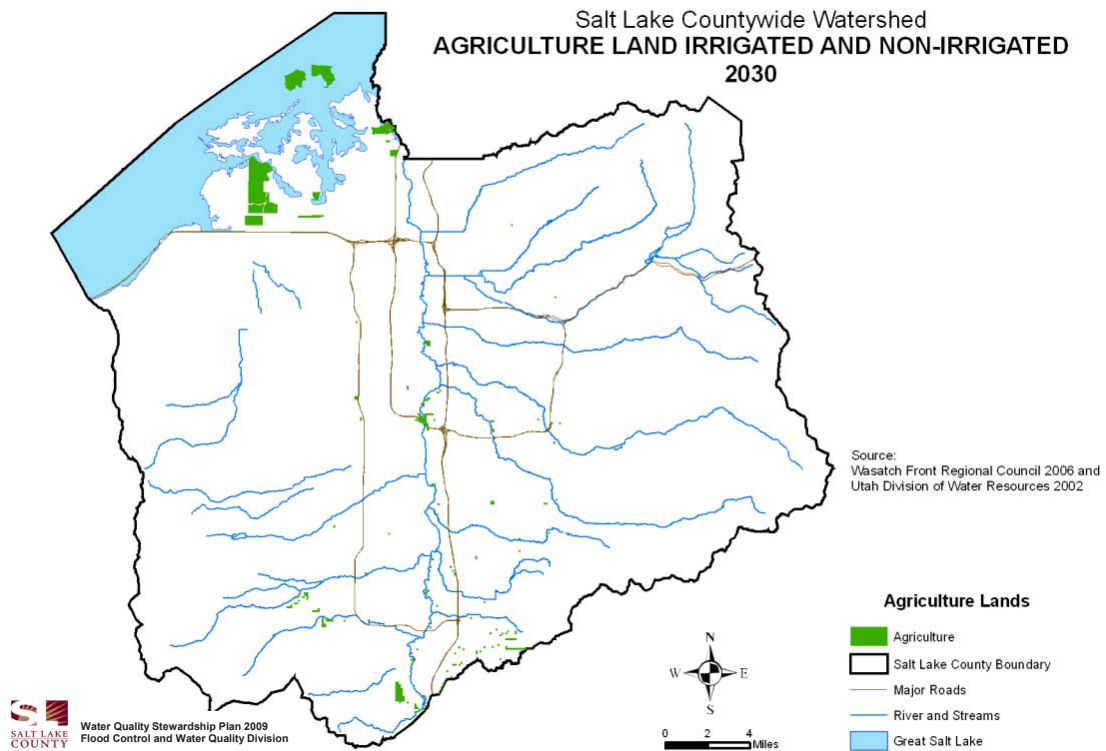 Salt Lake Countywide Watershed
AGRICULTURE LAND IRRIGATED AND NON-IRRIGATED
2030
Source:
Wasatch Front Regional Council 2006 and
Utah Division of Water Resources 2002
Agriculture Lands
Agriculture
Salt Lake County Boundary
Major Roads
River and Streams
Great Salt Lake
N
W
E
S
0 2 4
Miles
SL
SALT LAKE
COUNTY
Water Quality Stewardship Plan 2009
Flood Control and Water Quality Division